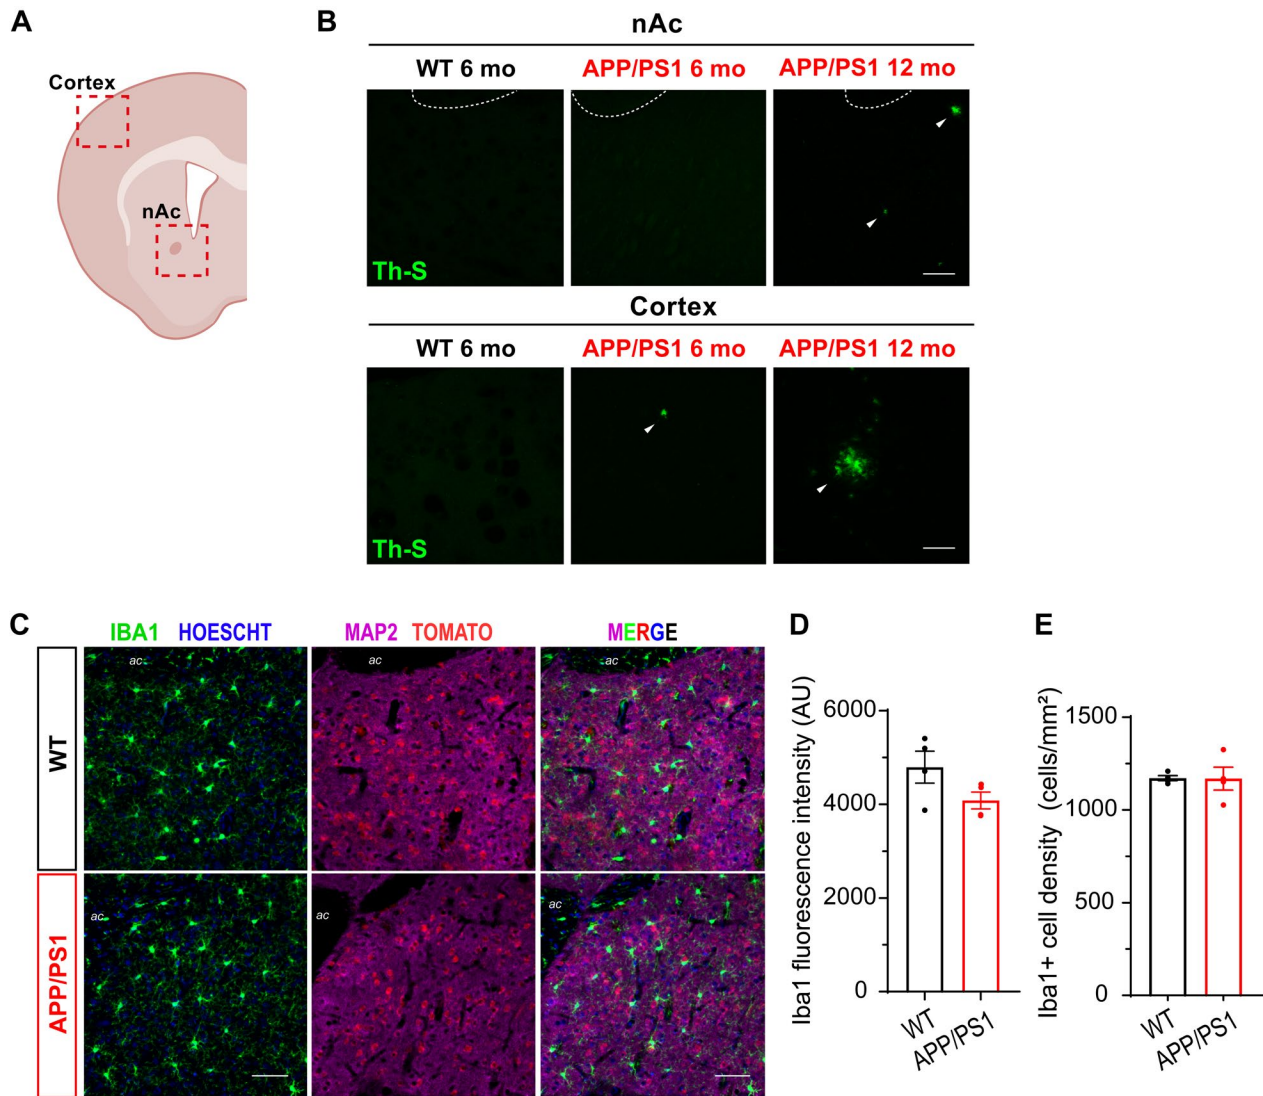 A
Cortex
nAc
B
nAc
WT 6 mo APP/PS1 6 mo APP/PS1 12 mo
Th-S
Cortex
WT 6 mo APP/PS1 6 mo APP/PS1 12 mo
Th-S
C
IBA1 HOESCHT MAP2 TOMATO MERGE
WT
ac ac ac
APP/PS1
ac ac ac
D
Iba1 fluorescence intensity (AU)
6000
4000
2000
0
WT
APP/PS1
E
Iba1+ cell density (cells/mm²)
1500
1000
500
0
WT
APP/PS1